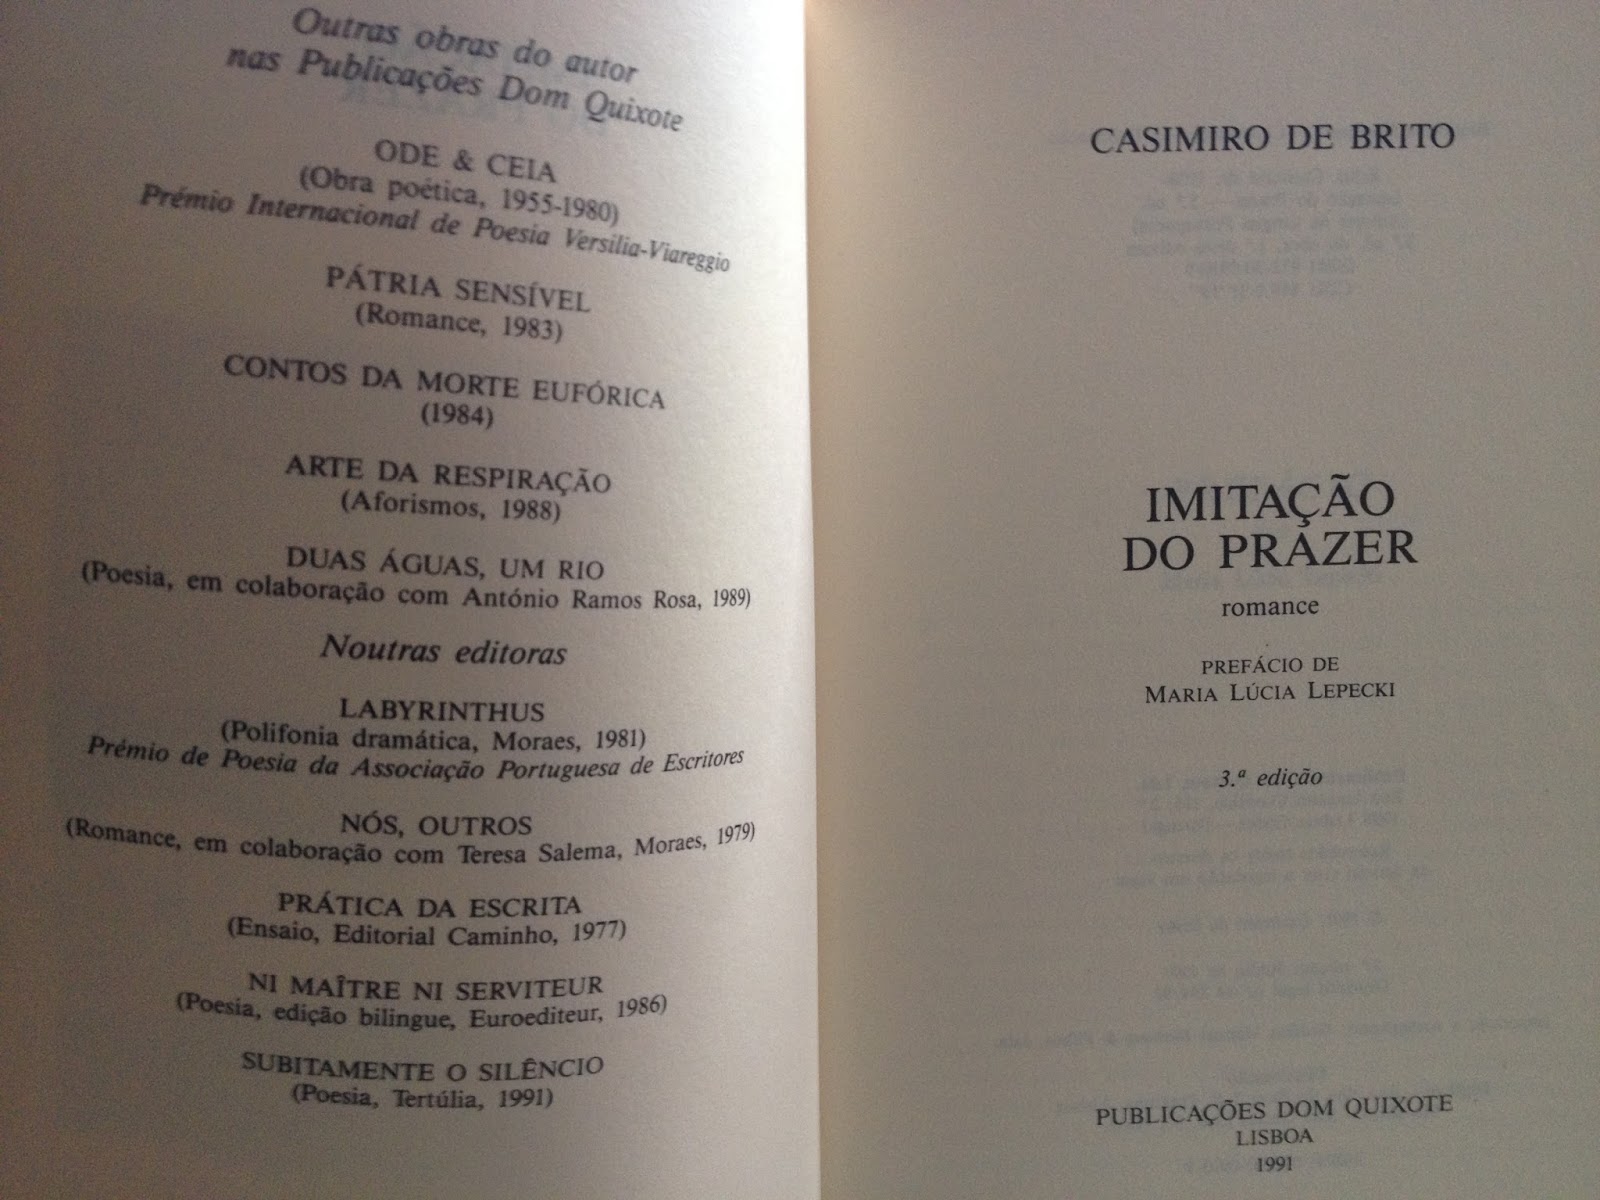 Outras obras do autor
nas Publicações Dom Quixote
ODE & CEIA
(Obra poética, 1955-1980)
Prémio Internacional de Poesia Versilia-Viareggio
PÁTRIA SENSÍVEL
(Romance, 1983)
CONTOS DA MORTE EUFÓRICA
(1984)
ARTE DA RESPIRAÇÃO
(Aforismos, 1988)
DUAS ÁGUAS, UM RIO
(Poesia, em colaboração com António Ramos Rosa, 1989)
Noutras editoras
LABYRINTHUS
(Polifonia dramática, Moraes, 1981)
Prémio de Poesia da Associação Portuguesa de Escritores
NÓS, OUTROS
(Romance, em colaboração com Teresa Salema, Moraes, 1979)
PRÁTICA DA ESCRITA
(Ensaio, Editorial Caminho, 1977)
NI MAÎTRE NI SERVITEUR
(Poesia, edição bilingue, Euroediteur, 1986)
SUBITAMENTE O SILÊNCIO
(Poesia, Tertúlia, 1991)
CASIMIRO DE BRITO
IMITAÇÃO
DO PRAZER
romance
PREFÁCIO DE
MARIA LÚCIA LEPECKI
3.ª edição
PUBLICAÇÕES DOM QUIXOTE
LISBOA
1991